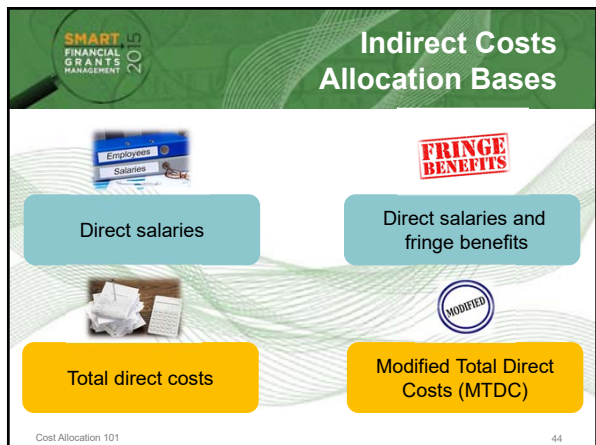 SMART
FINANCIAL
GRANTS
MANAGEMENT
2015
Indirect Costs
Allocation Bases
Employees
Salaries
FRINGE
BENEFITS
Direct salaries
Direct salaries and
fringe benefits
MODIFIED
Total direct costs
Modified Total Direct
Costs (MTDC)
Cost Allocation 101
44